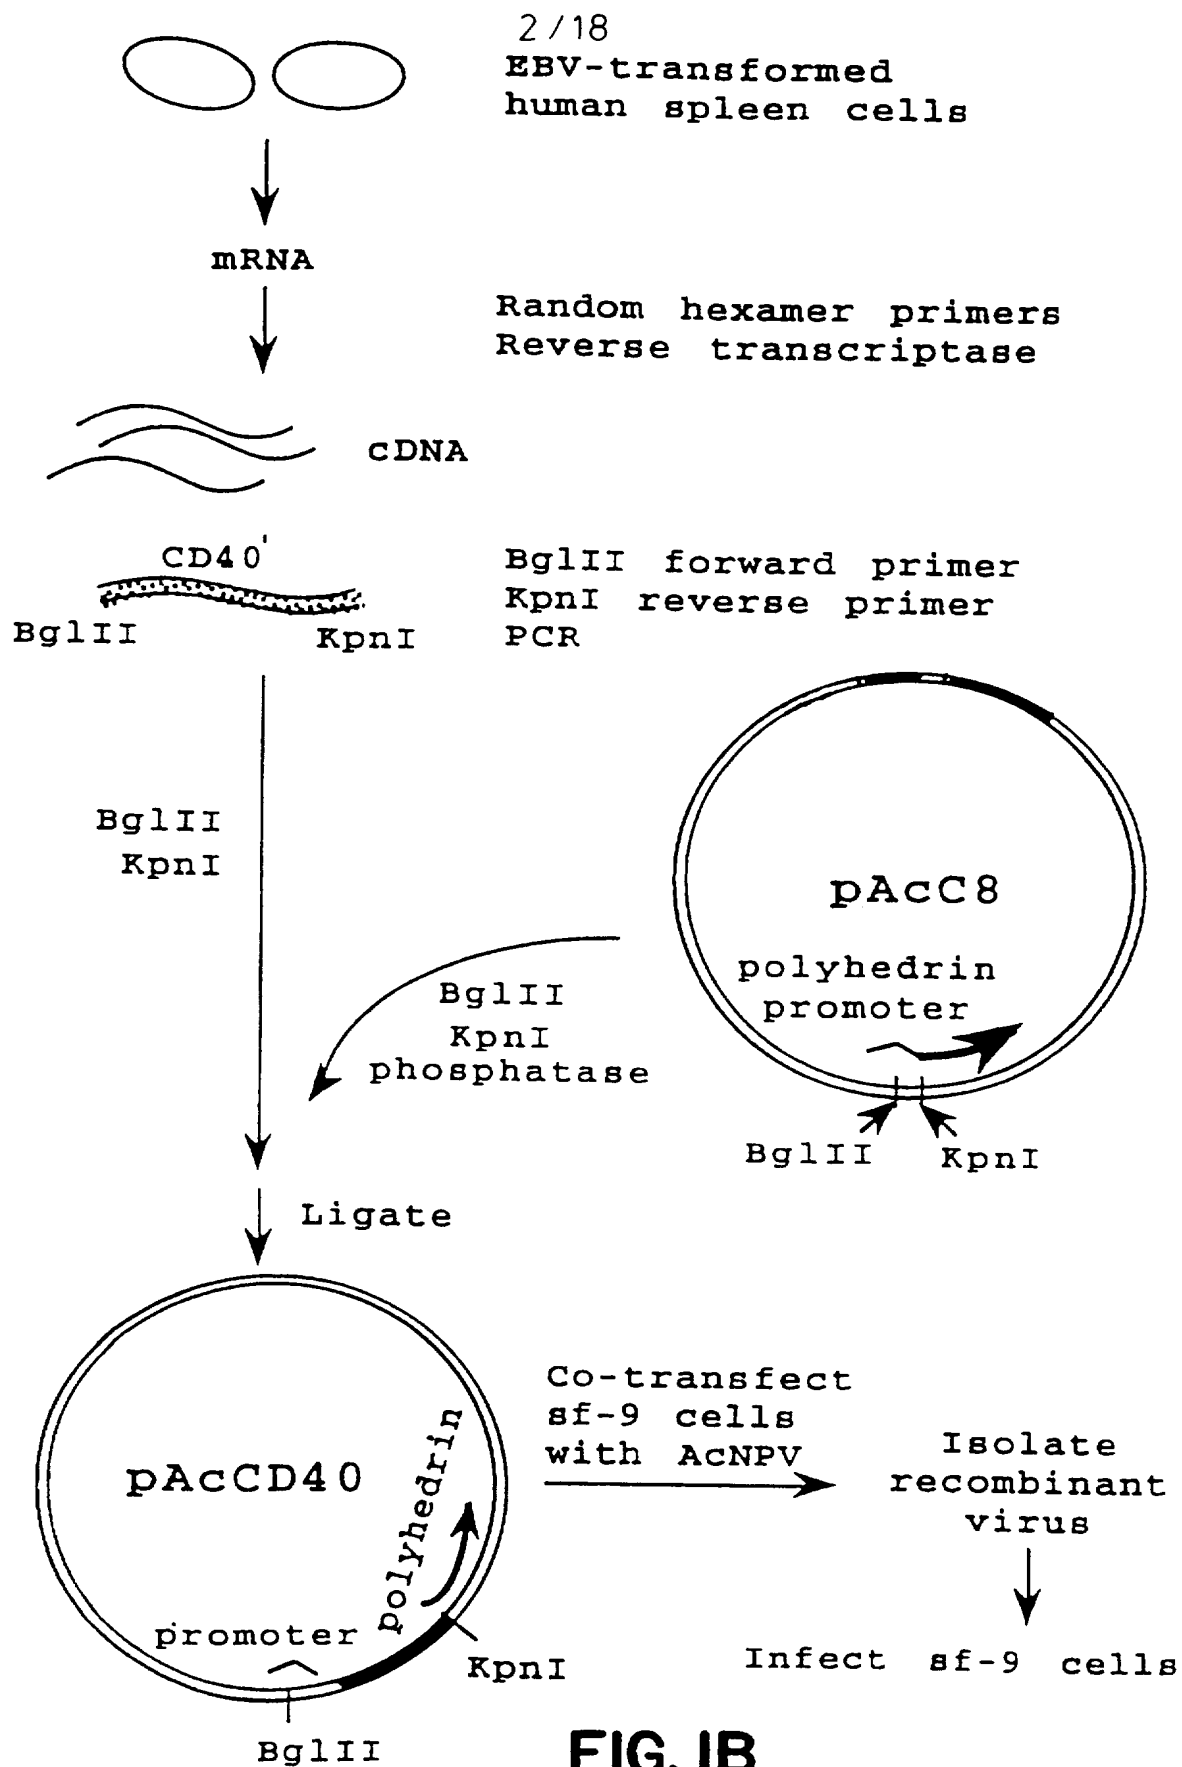 2/18
EBV-transformed
human spleen cells
mRNA
Random hexamer primers
Reverse transcriptase
cDNA
CD40'
BglII forward primer
KpnI reverse primer
PCR
BglII
KpnI
BglII
KpnI
pAcC8
polyhedrin
promoter
BglII
KpnI
phosphatase
BglII
KpnI
Ligate
pAcCD40
polyhedrin
promoter
KpnI
BglII
Co-transfect
sf-9 cells
with AcNPV
Isolate
recombinant
virus
Infect sf-9 cells
FIG. 1B